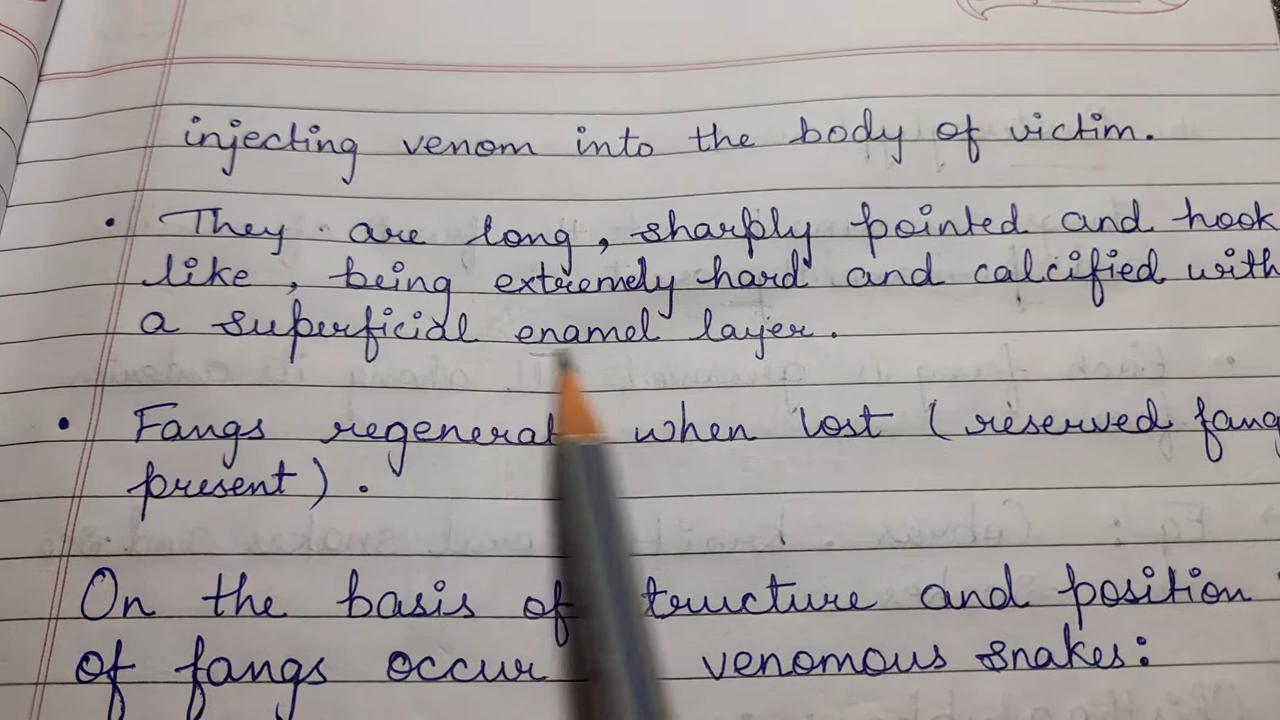 injecting venom into the body of victim.
• They are long, sharply pointed and hook
like, being extremely hard and calcified with
a superficial enamel layer.
• Fangs regenerat when lost (reserved fang
present).
On the basis of tructure and position
of fangs occur venomous snakes: